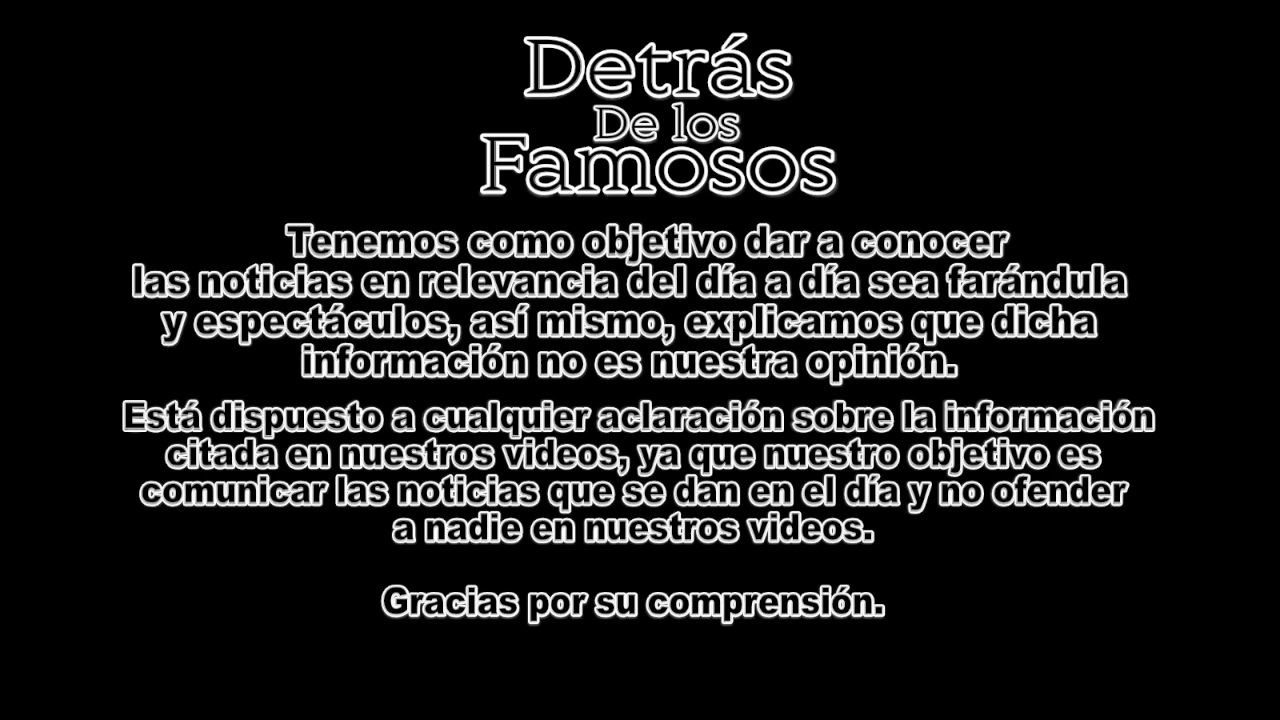 Detrás
De los
Famosos
Tenemos como objetivo dar a conocer
las noticias en relevancia del día a día sea farándula
y espectáculos, así mismo, explicamos que dicha
información no es nuestra opinión.
Está dispuesto a cualquier aclaración sobre la información
citada en nuestros videos, ya que nuestro objetivo es
comunicar las noticias que se dan en el día y no ofender
a nadie en nuestros videos.
Gracias por su comprensión.